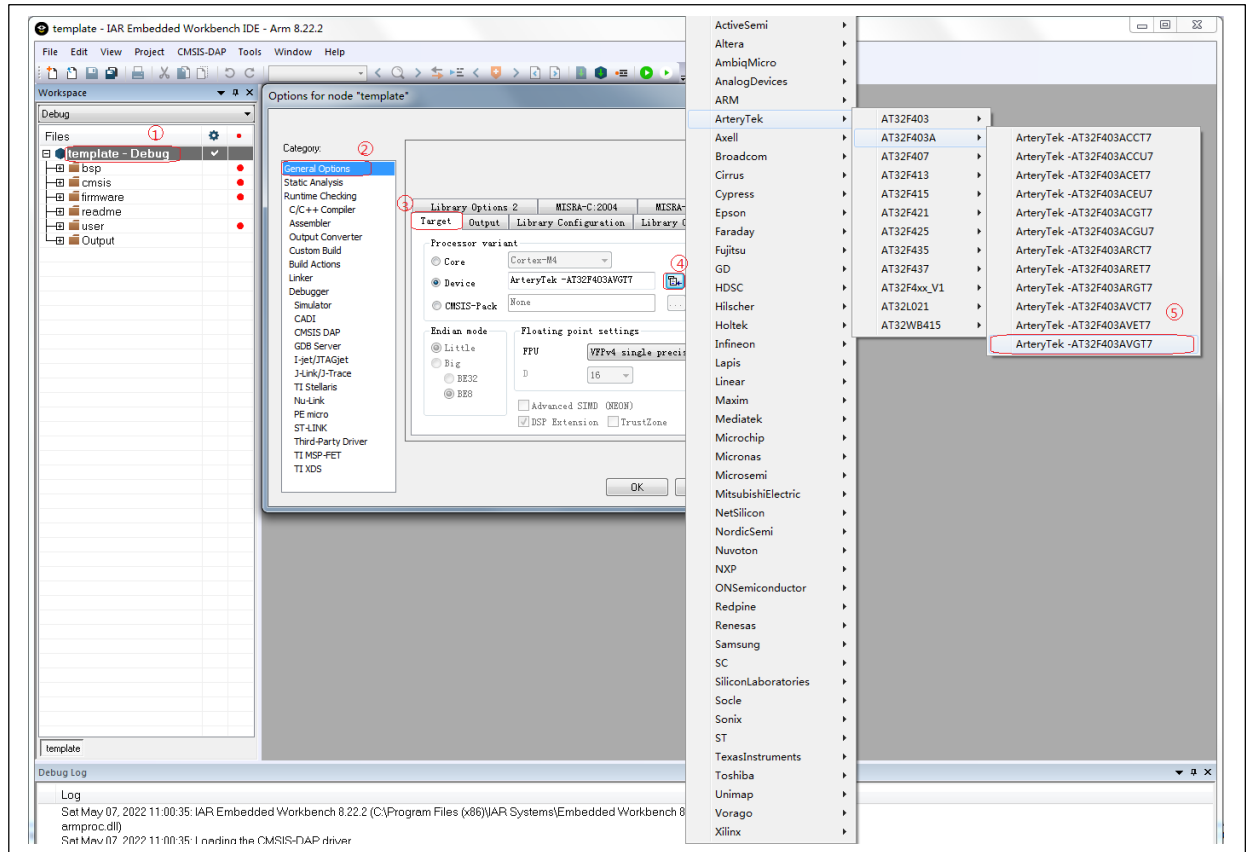 template - IAR Embedded Workbench IDE - Arm 8.22.2
File Edit View Project CMSIS-DAP Tools Window Help
Workspace
Debug
Files
①
template - Debug
bsp
cmsis
firmware
readme
user
Output
template
Options for node "template"
Category:
②
General Options
Static Analysis
Runtime Checking
C/C++ Compiler
Assembler
Output Converter
Custom Build
Build Actions
Linker
Debugger
Simulator
CADI
CMSIS DAP
GDB Server
I-jet/JTAGjet
J-Link/J-Trace
TI Stellaris
Nu-Link
PE micro
ST-LINK
Third-Party Driver
TI MSP-FET
TI XDS
③
Library Options 2 MISRA-C:2004 MISRA-
Target Output Library Configuration Library
Processor variant
Core Cortex-M4
④
Device ArteryTek -AT32F403AVGT7
CMSIS-Pack None ...
Endian mode
Little
Big
BE32
BE8
Floating point settings
FPU VFPv4 single precis
D 16
Advanced SIMD (NEON)
DSP Extension TrustZone
OK
ActiveSemi
Altera
AmbiqMicro
AnalogDevices
ARM
ArteryTek
Axell
Broadcom
Cirrus
Cypress
Epson
Faraday
Fujitsu
GD
HDSC
Hilscher
Holtek
Infineon
Lapis
Linear
Maxim
Mediatek
Microchip
Micronas
Microsemi
MitsubishiElectric
NetSilicon
NordicSemi
Nuvoton
NXP
ONSemiconductor
Redpine
Renesas
Samsung
SC
SiliconLaboratories
Socle
Sonix
ST
TexasInstruments
Toshiba
Unimap
Vorago
Xilinx
AT32F403
AT32F403A
AT32F407
AT32F413
AT32F415
AT32F421
AT32F425
AT32F435
AT32F437
AT32F4xx_V1
AT32L021
AT32WB415
ArteryTek -AT32F403ACCT7
ArteryTek -AT32F403ACCU7
ArteryTek -AT32F403ACET7
ArteryTek -AT32F403ACEU7
ArteryTek -AT32F403ACGT7
ArteryTek -AT32F403ACGU7
ArteryTek -AT32F403ARCT7
ArteryTek -AT32F403ARET7
ArteryTek -AT32F403ARGT7
ArteryTek -AT32F403AVCT7
⑤
ArteryTek -AT32F403AVET7
ArteryTek -AT32F403AVGT7
Debug Log
Log
Sat May 07, 2022 11:00:35: IAR Embedded Workbench 8.22.2 (C:\Program Files (x86)\IAR Systems\Embedded Workbench 8
armproc.dll)
Sat May 07, 2022 11:00:35: Loading the CMSIS-DAP driver